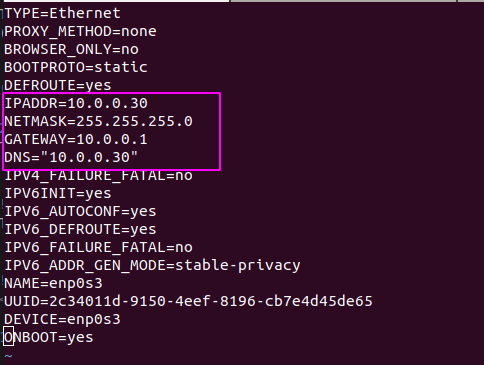 TYPE=Ethernet
PROXY_METHOD=none
BROWSER_ONLY=no
BOOTPROTO=static
DEFROUTE=yes
IPADDR=10.0.0.30
NETMASK=255.255.255.0
GATEWAY=10.0.0.1
DNS="10.0.0.30"
IPV4_FAILURE_FATAL=no
IPV6INIT=yes
IPV6_AUTOCONF=yes
IPV6_DEFROUTE=yes
IPV6_FAILURE_FATAL=no
IPV6_ADDR_GEN_MODE=stable-privacy
NAME=enp0s3
UUID=2c34011d-9150-4eef-8196-cb7e4d45de65
DEVICE=enp0s3
ONBOOT=yes
~